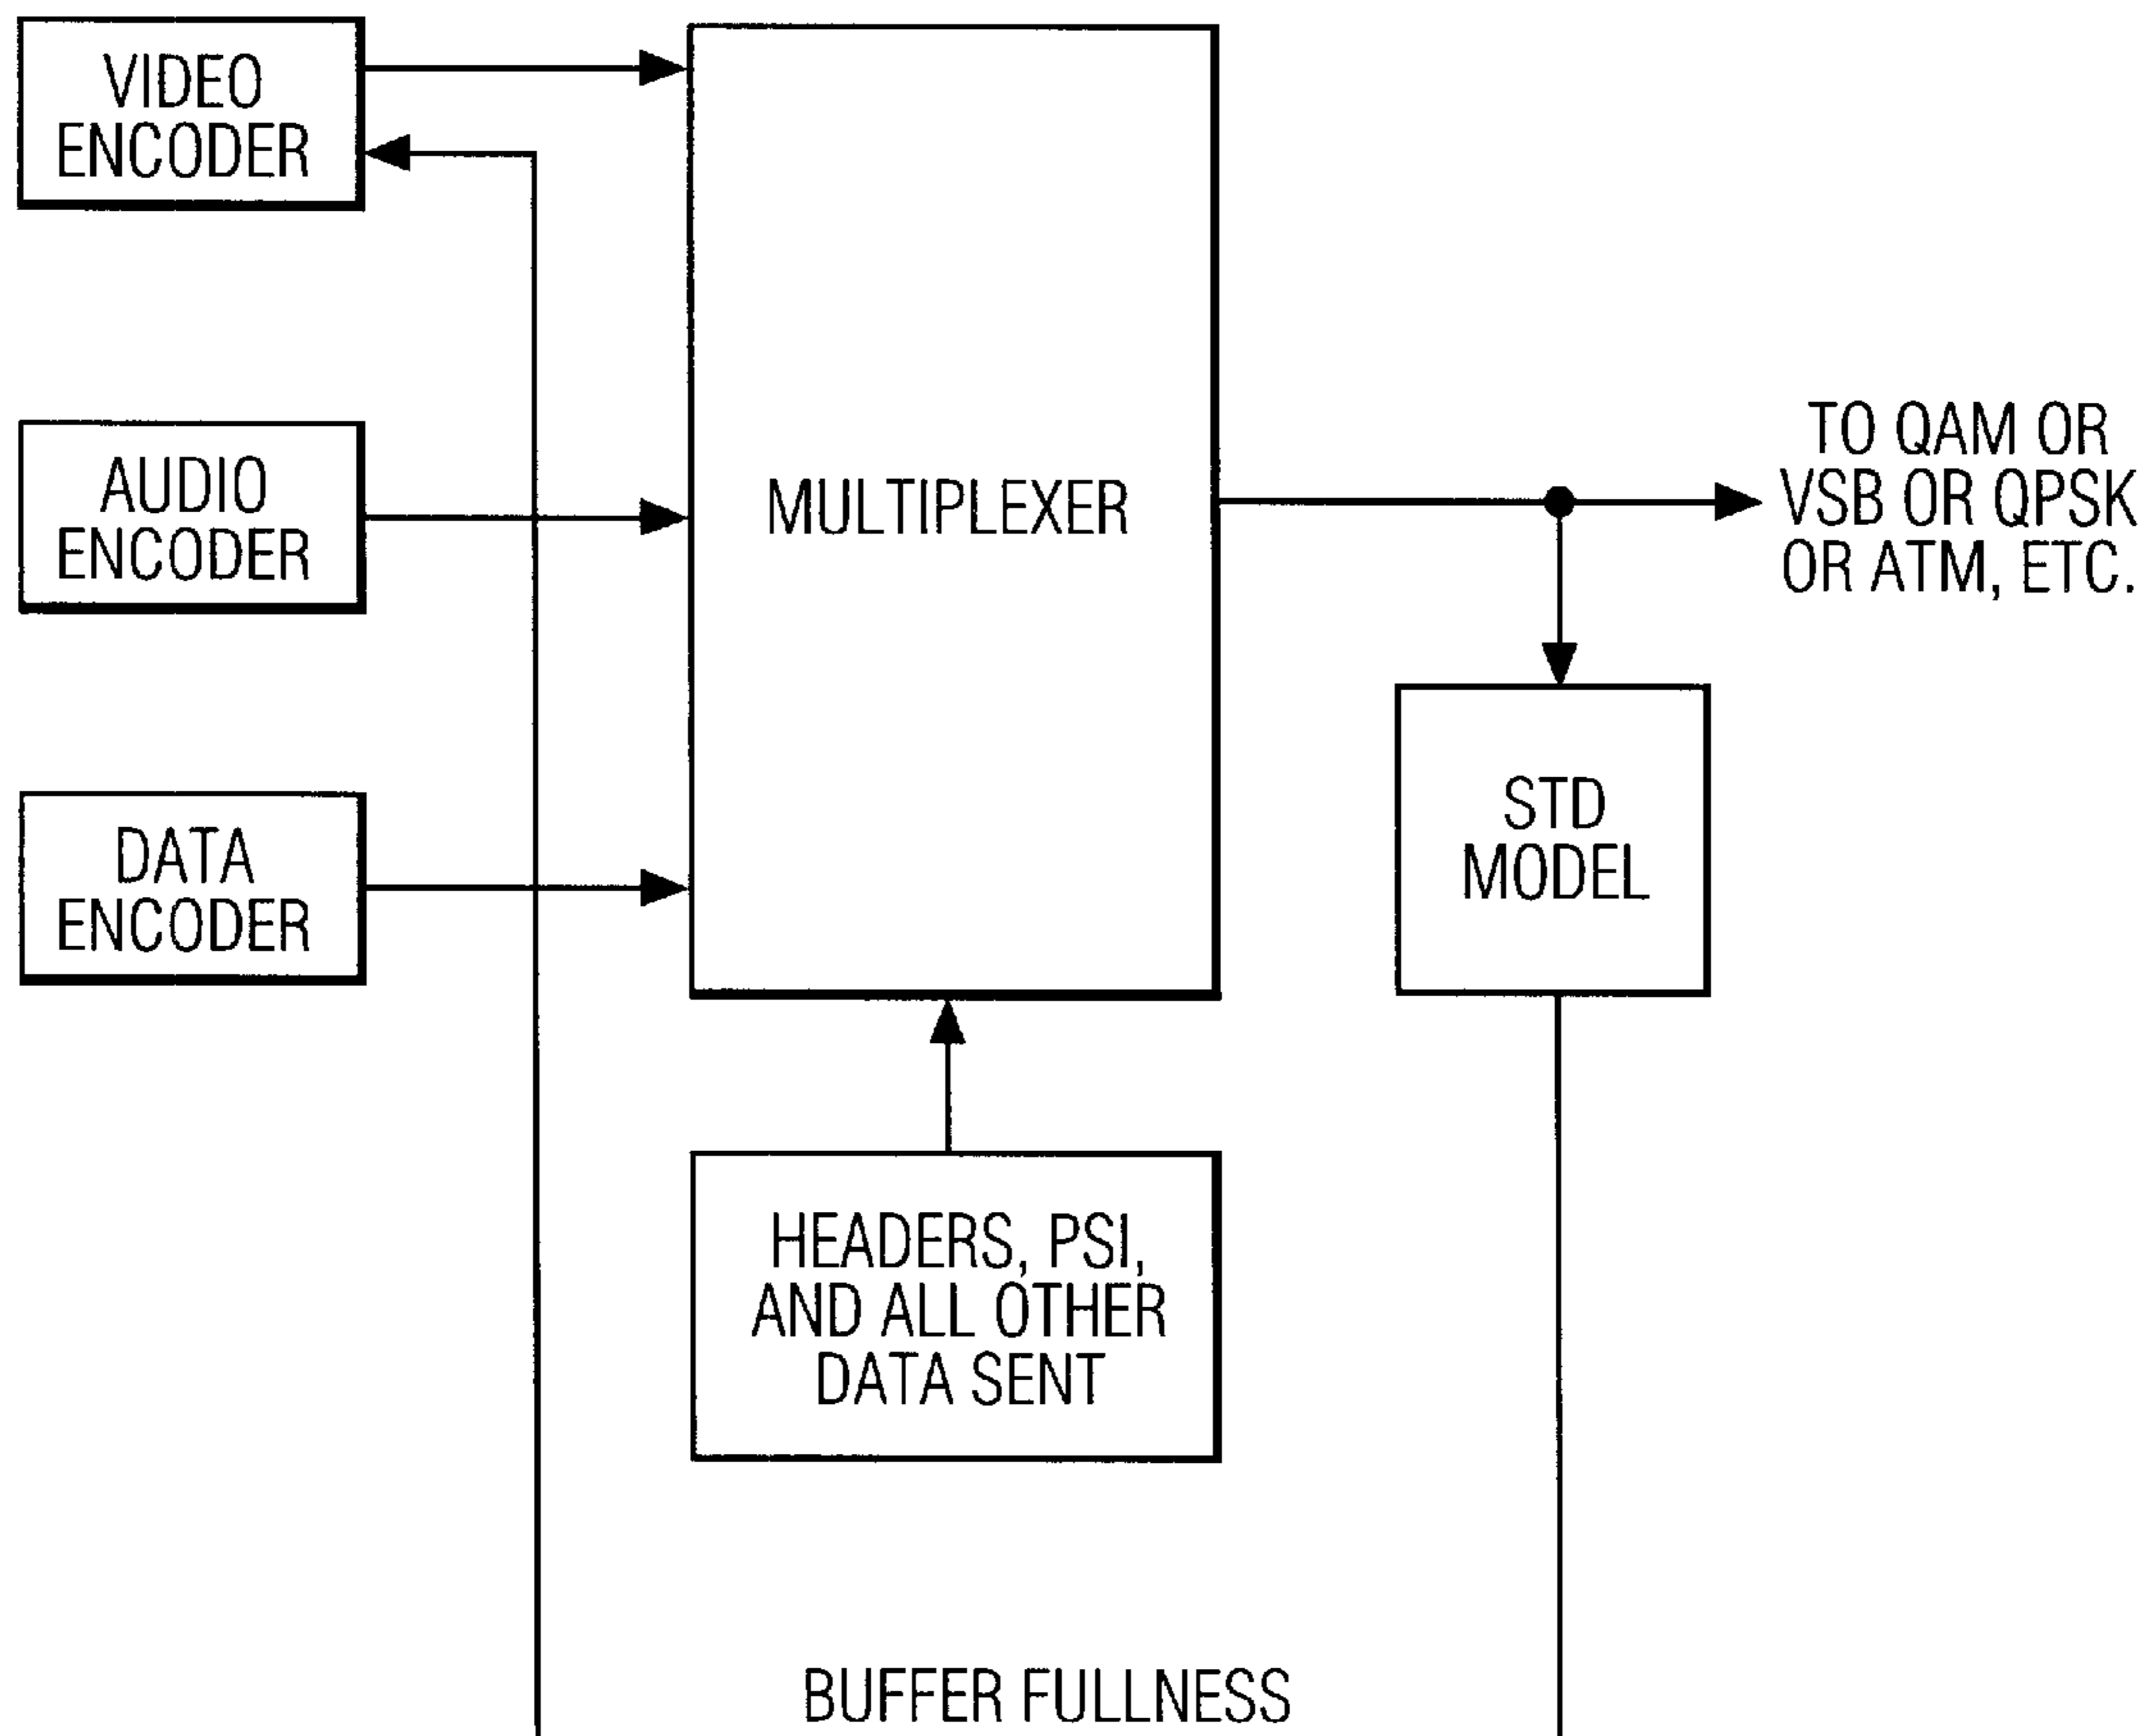 VIDEO
ENCODER
AUDIO
ENCODER
DATA
ENCODER
MULTIPLEXER
TO QAM OR
VSB OR QPSK
OR ATM, ETC.
STD
MODEL
HEADERS, PSI,
AND ALL OTHER
DATA SENT
BUFFER FULLNESS